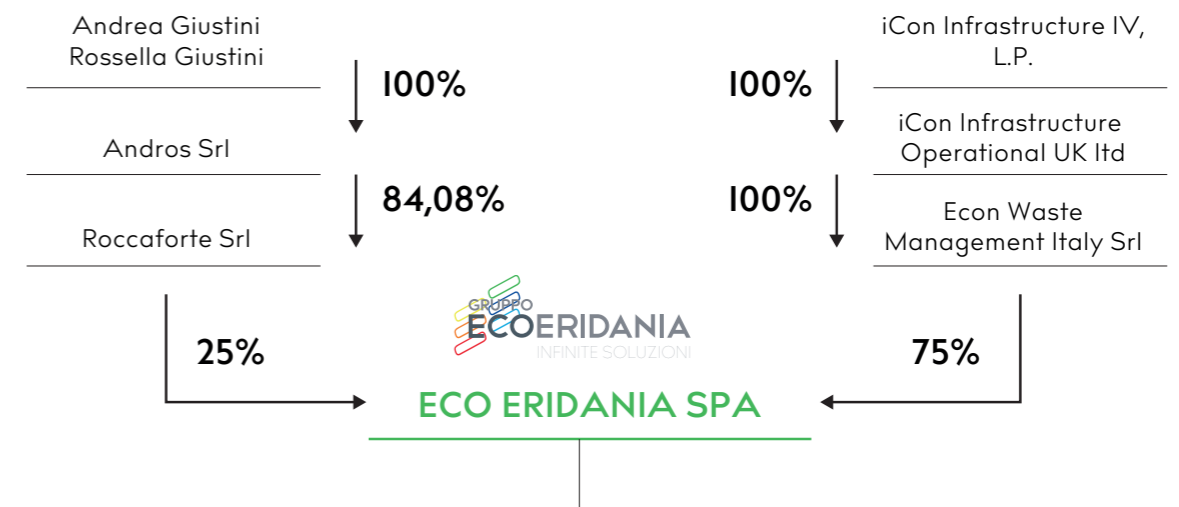 Andrea Giustini
Rossella Giustini
100%
Andros Srl
84,08%
Roccaforte Srl
25%
iCon Infrastructure IV,
L.P.
100%
iCon Infrastructure
Operational UK ltd
100%
Econ Waste
Management Italy Srl
75%
GRUPPO
ECOERIDANIA
INFINITE SOLUZIONI
ECO ERIDANIA SPA